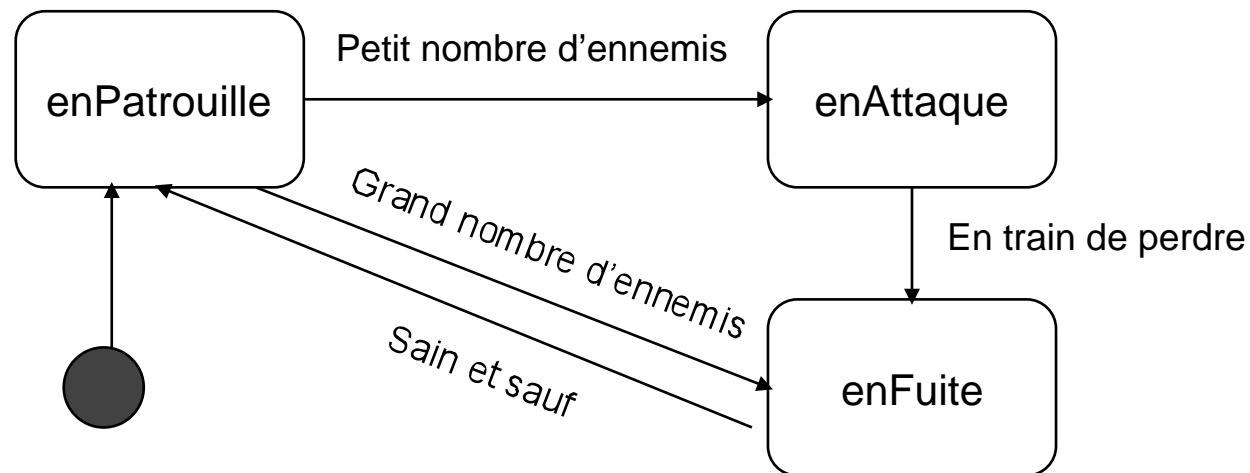 Petit nombre d'ennemis
enPatrouille
enAttaque
Grand nombre d'ennemis
En train de perdre
Sain et sauf
enFuite